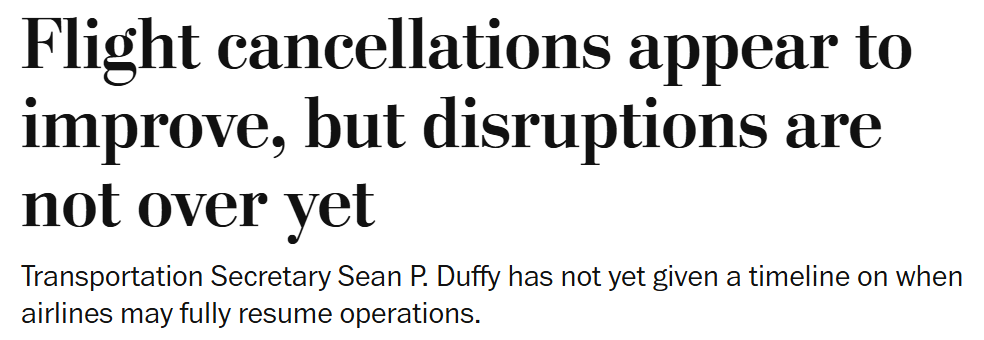 Flight cancellations appear to
improve, but disruptions are
not over yet
Transportation Secretary Sean P. Duffy has not yet given a timeline on when
airlines may fully resume operations.